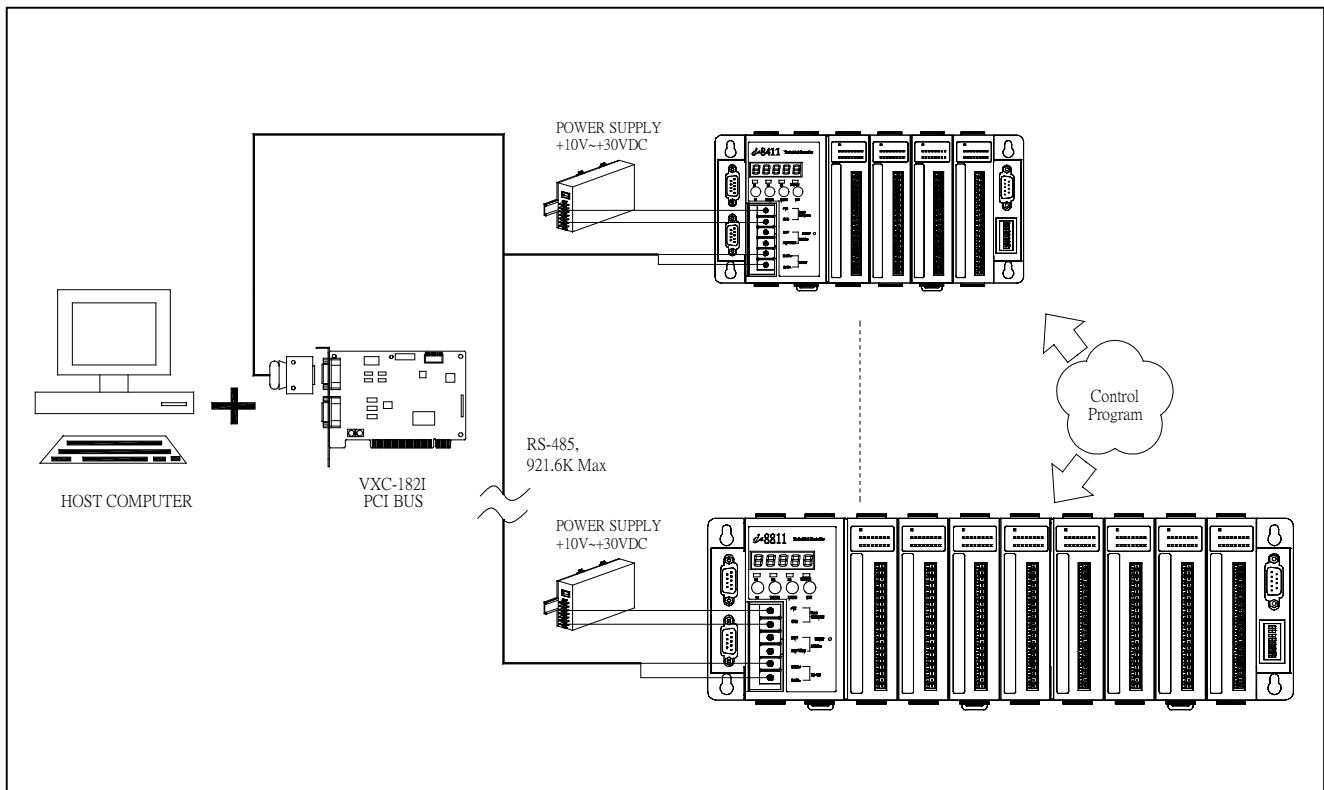 POWER SUPPLY
+10V~+30VDC
i-8411
HOST COMPUTER
VXC-182I
PCI BUS
RS-485,
921.6K Max
Control
Program
POWER SUPPLY
+10V~+30VDC
i-8811